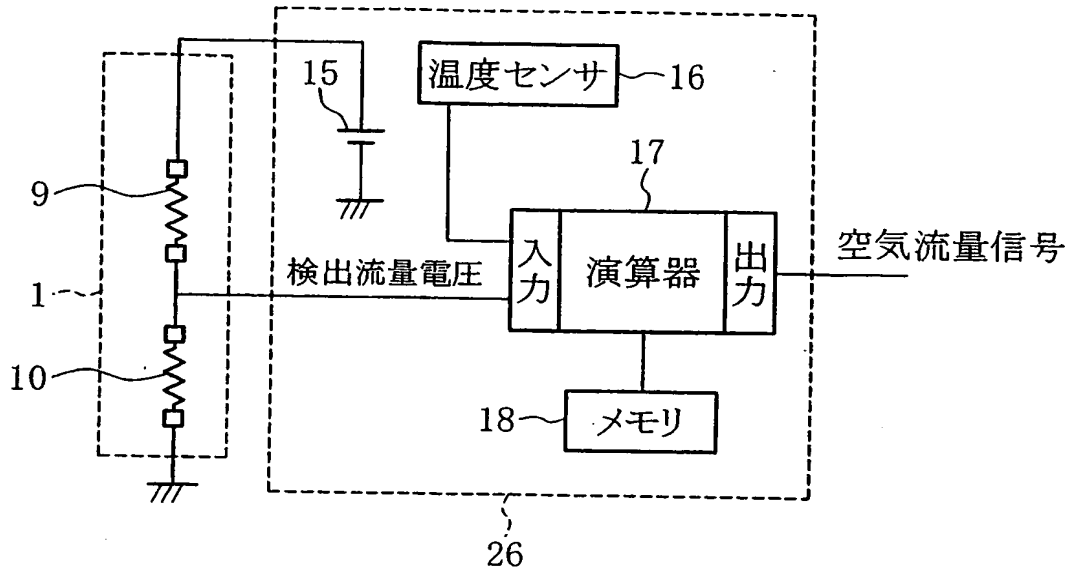 15
温度センサ
16
17
9
入力
演算器
出力
空気流量信号
検出流量電圧
1
10
18
メモリ
26